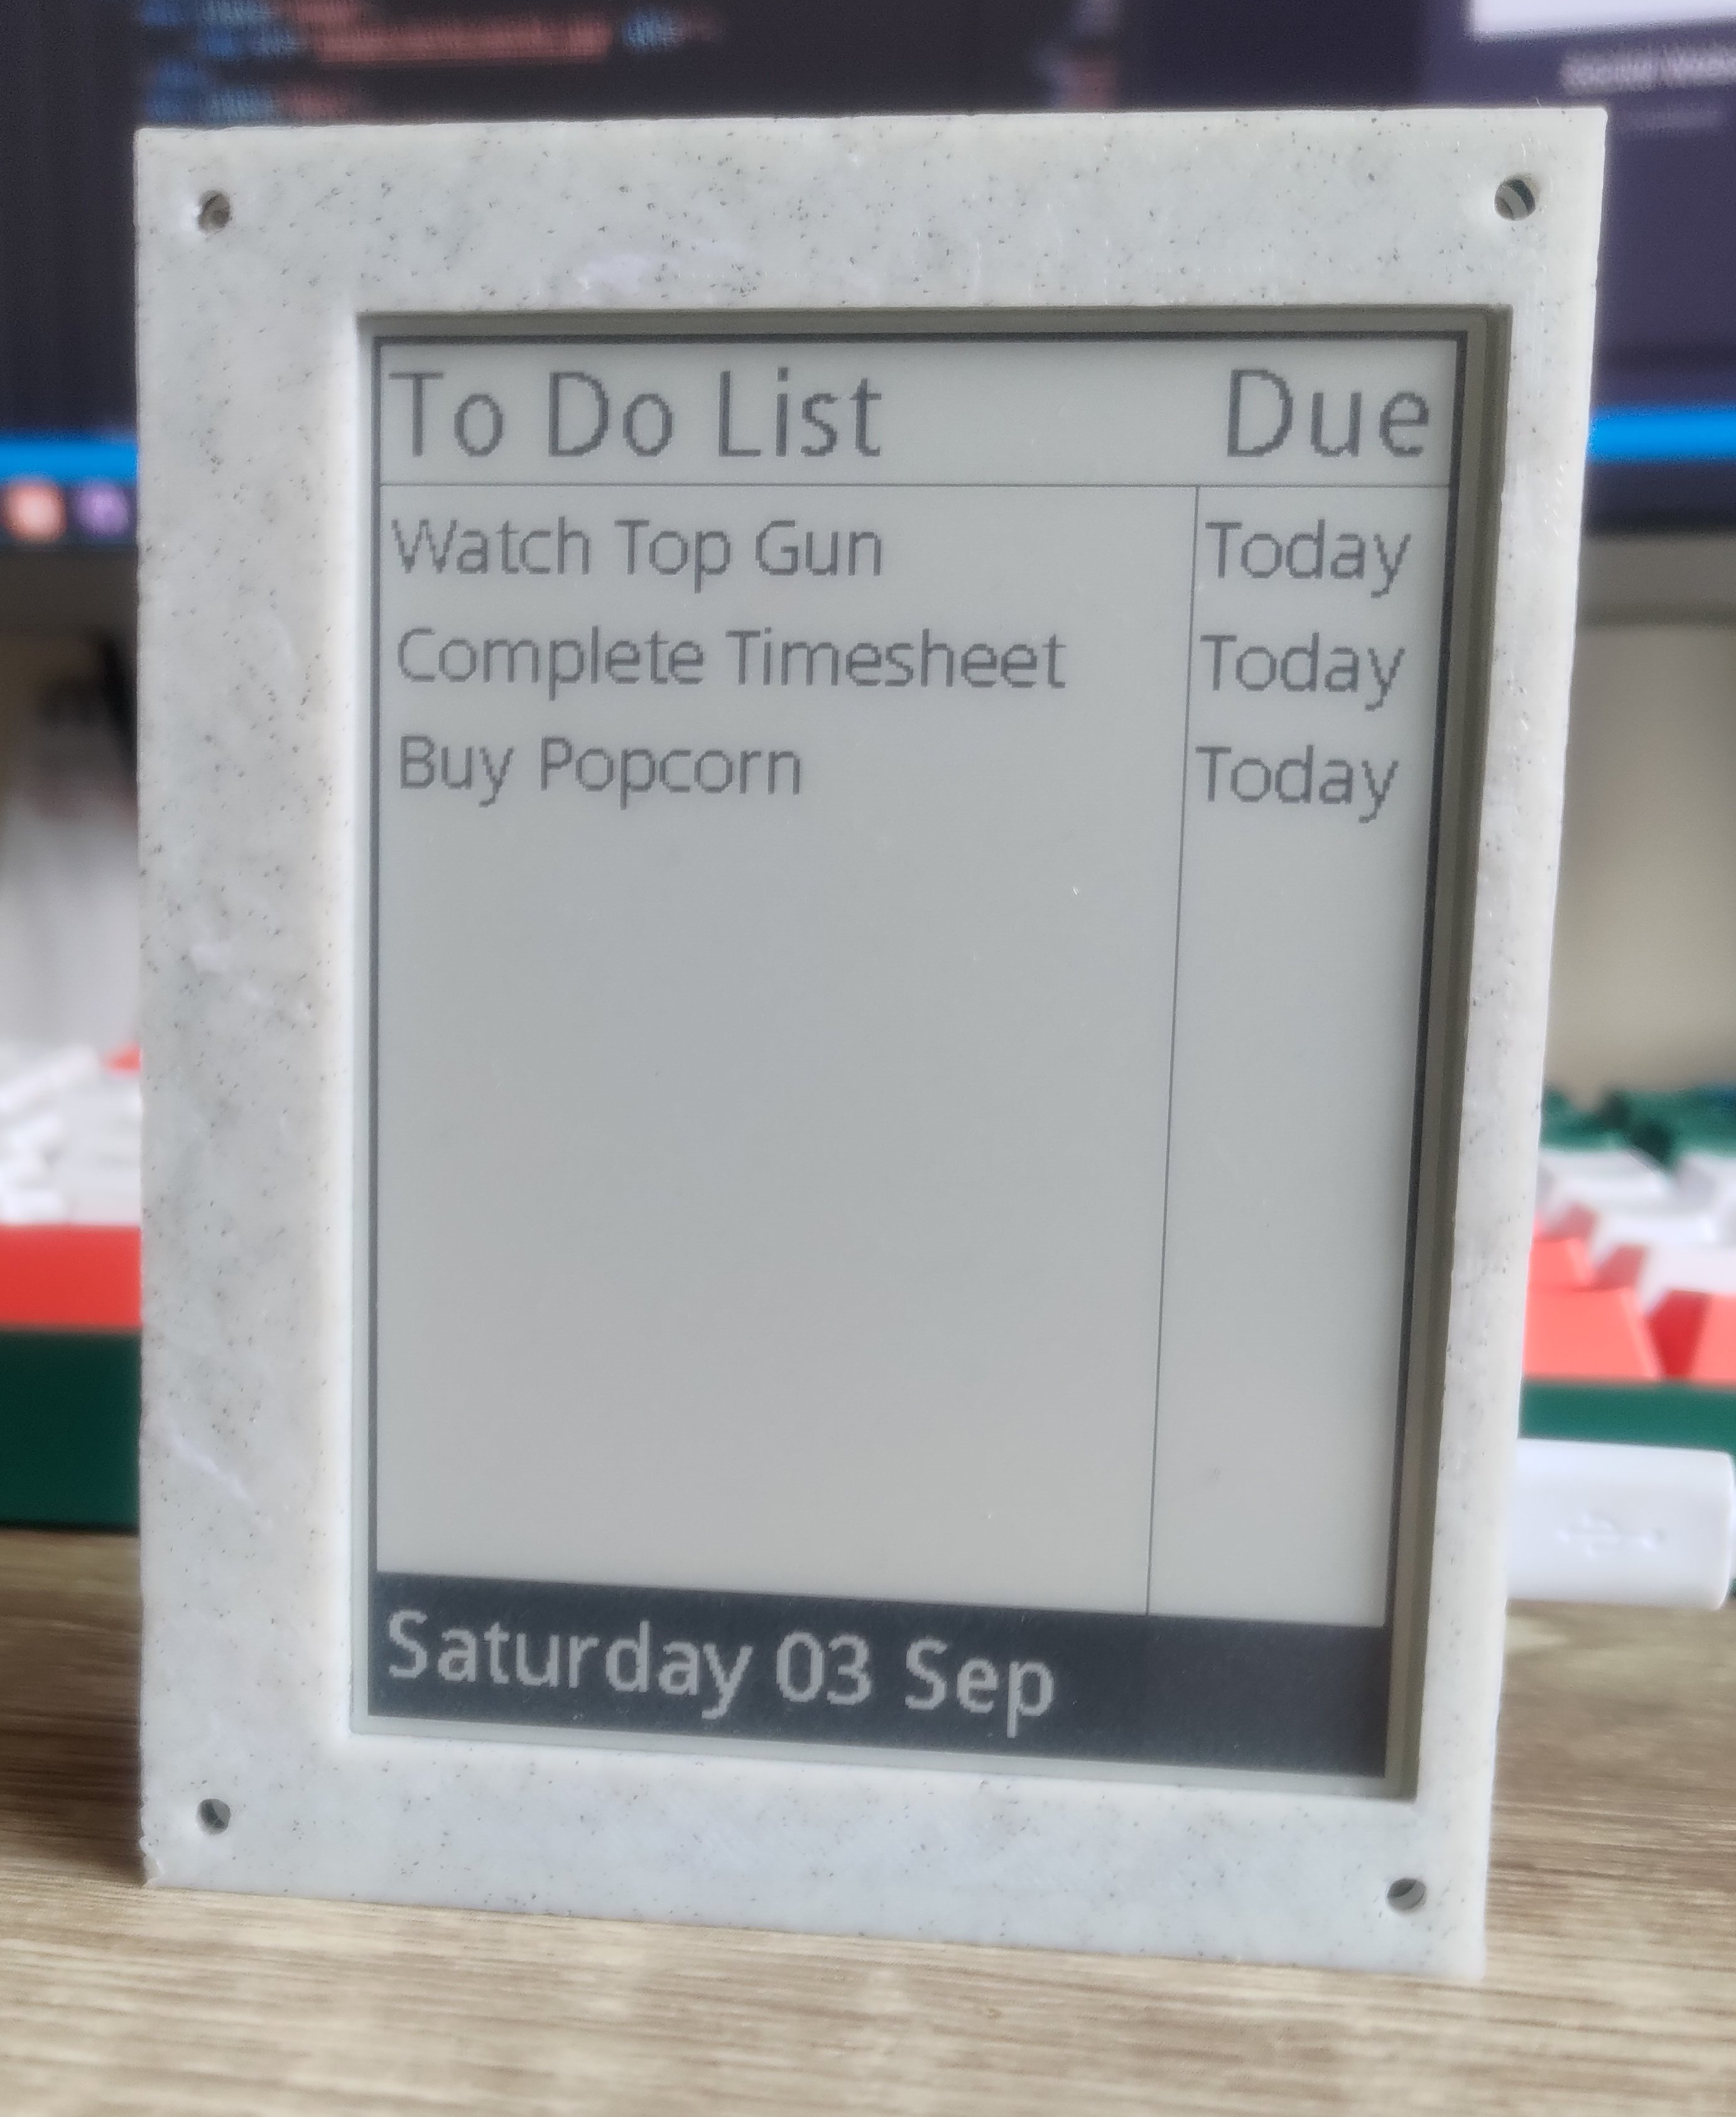 To Do List Due
Watch Top Gun Today
Complete Timesheet Today
Buy Popcorn Today
Saturday 03 Sep